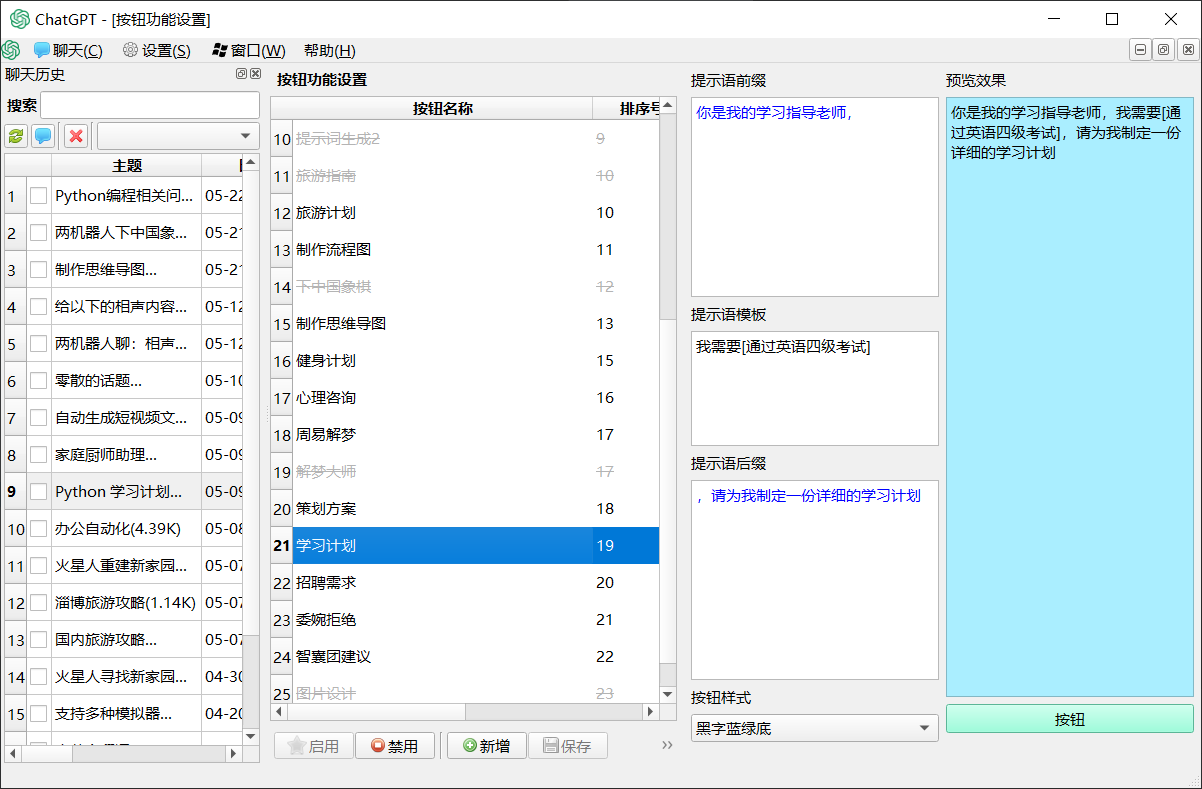 ChatGPT - [按钮功能设置]
聊天(C) 设置(S) 窗口(W) 帮助(H)
聊天历史
搜索
主题
1 Python编程相关问... 05-22
2 两机器人下中国象... 05-21
3 制作思维导图... 05-21
4 给以下的相声内容... 05-12
5 两机器人聊：相声... 05-12
6 零散的话题... 05-10
7 自动生成短视频文... 05-09
8 家庭厨师助理... 05-09
9 Python 学习计划... 05-09
10 办公自动化(4.39K) 05-08
11 火星人重建新家园... 05-07
12 淄博旅游攻略(1.14K) 05-07
13 国内旅游攻略... 05-07
14 火星人寻找新家园... 04-30
15 支持多种模拟器... 04-20
按钮功能设置
按钮名称 排序号
10 提示词生成2 9
11 旅游指南 10
12 旅游计划 10
13 制作流程图 11
14 下中国象棋 12
15 制作思维导图 13
16 健身计划 15
17 心理咨询 16
18 周易解梦 17
19 解梦大师 17
20 策划方案 18
21 学习计划 19
22 招聘需求 20
23 委婉拒绝 21
24 智囊团建议 22
25 图片设计 23
启用 禁用 新增 保存 »
提示语前缀
你是我的学习指导老师，
提示语模板
我需要[通过英语四级考试]
提示语后缀
，请为我制定一份详细的学习计划
按钮样式
黑字蓝绿底
预览效果
你是我的学习指导老师，我需要[通
过英语四级考试]，请为我制定一份
详细的学习计划
按钮